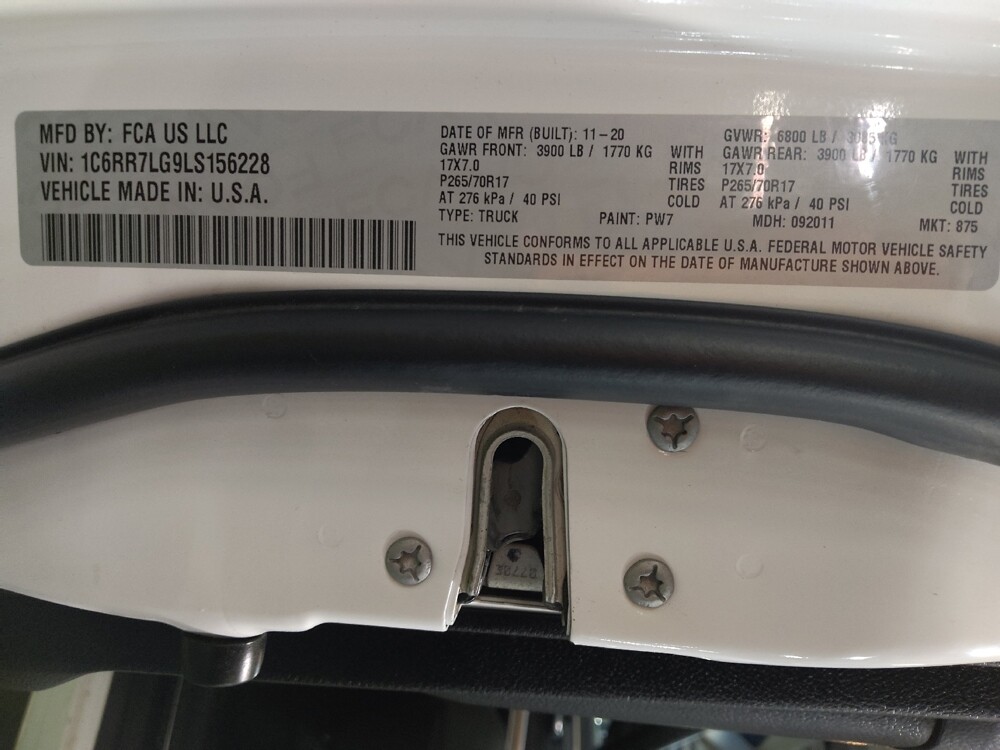 MFD BY: FCA US LLC
VIN: 1C6RR7LG9LS156228
VEHICLE MADE IN: U.S.A.
DATE OF MFR (BUILT): 11-20
GAWR FRONT: 3900 LB / 1770 KG WITH
17X7.0 RIMS
P265/70R17 TIRES
AT 276 kPa / 40 PSI COLD
TYPE: TRUCK PAINT: PW7
GVWR: 6800 LB / KG
GAWR REAR: 3900 LB / 1770 KG WITH
17X7.0 RIMS
P265/70R17 TIRES
AT 276 kPa / 40 PSI COLD
MDH: 092011 MKT: 875
THIS VEHICLE CONFORMS TO ALL APPLICABLE U.S.A. FEDERAL MOTOR VEHICLE SAFETY
STANDARDS IN EFFECT ON THE DATE OF MANUFACTURE SHOWN ABOVE.